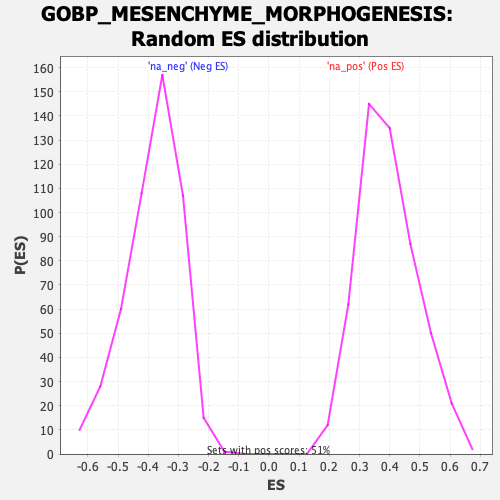 GOBP_MESENCHYME_MORPHOGENESIS:
Random ES distribution
'na_neg' (Neg ES)
'na_pos' (Pos ES)
160
150
140
130
120
110
100
90
80
70
60
50
40
30
20
10
0
P(ES)
Sets with pos scores: 51%
-0.6 -0.5 -0.4 -0.3 -0.2 -0.1 0.0 0.1 0.2 0.3 0.4 0.5 0.6 0.7
ES